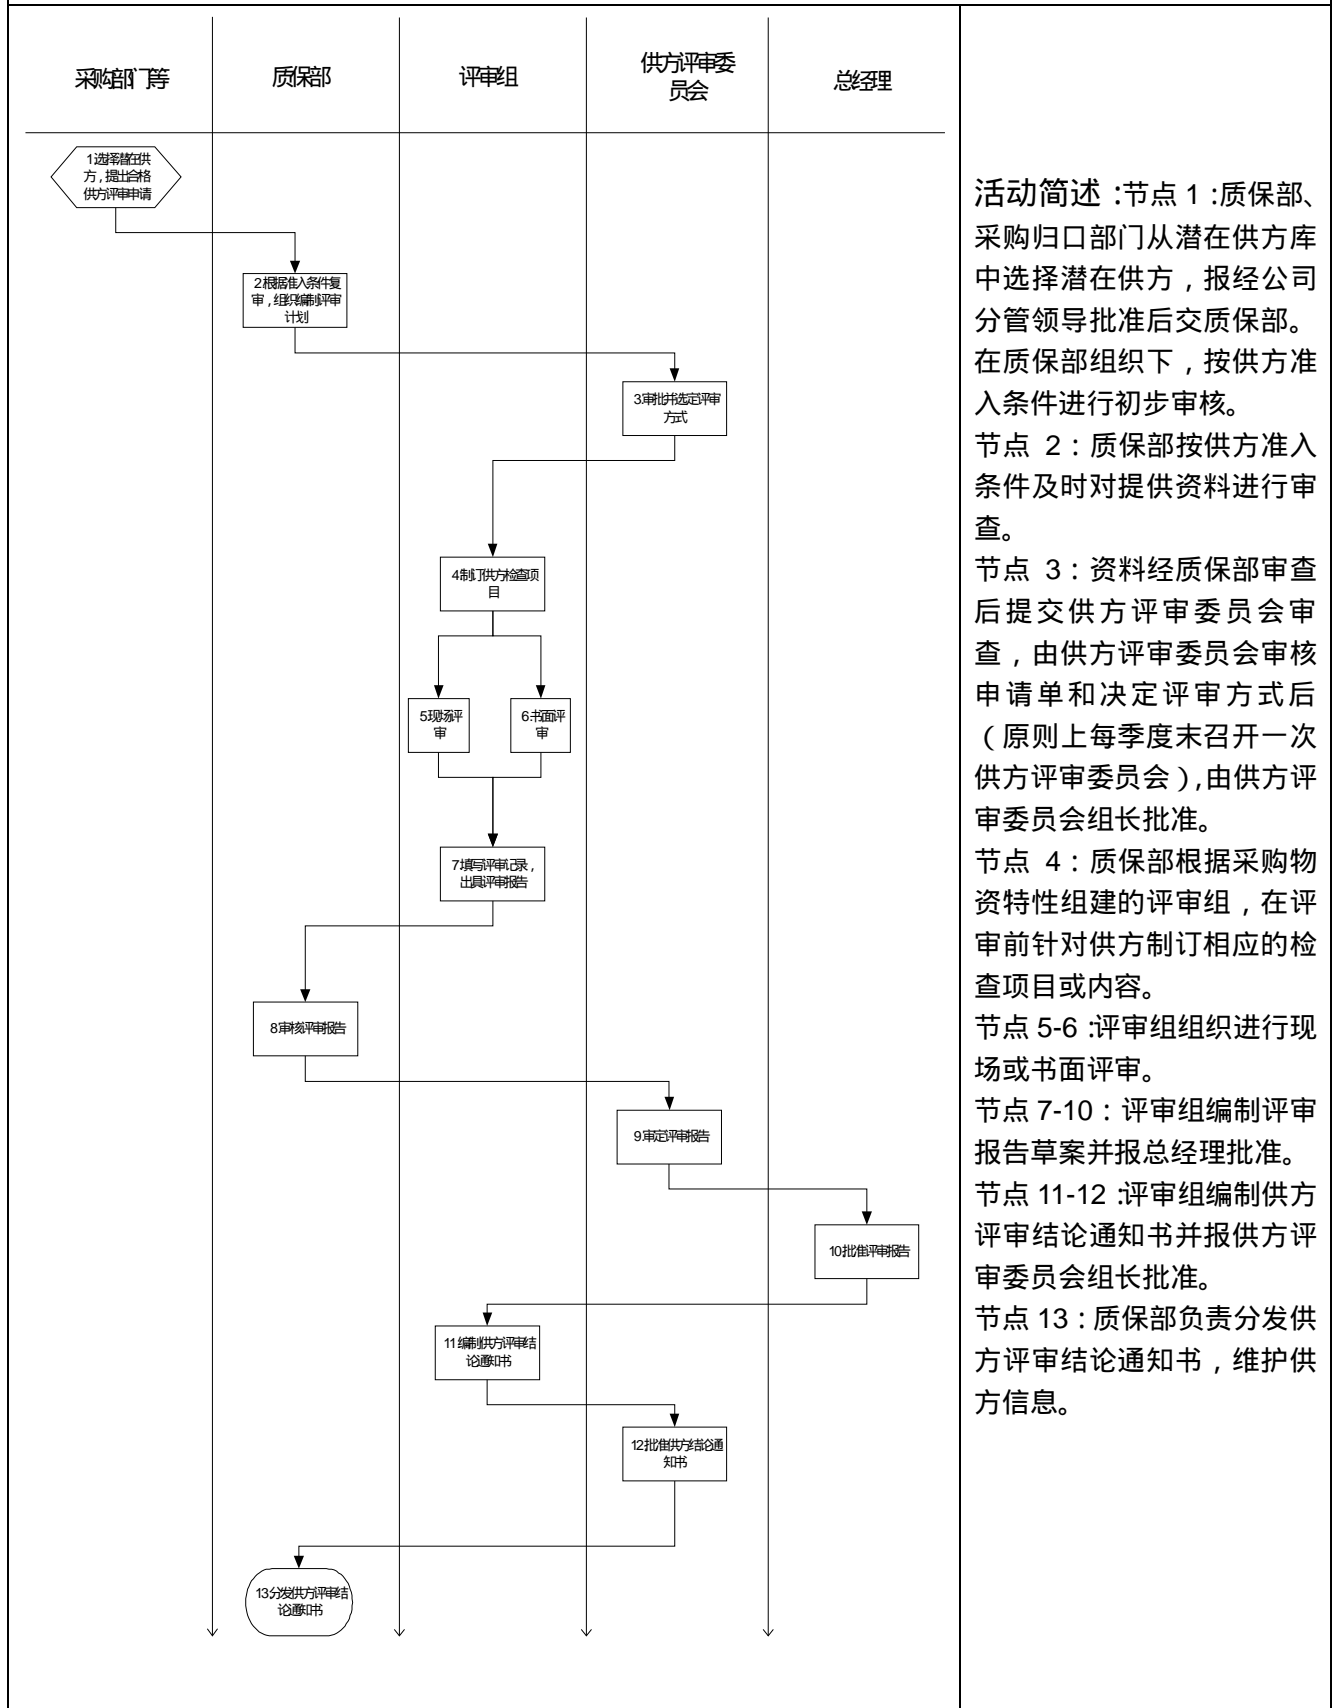 采购部门等
质保部
评审组
供方评审委
员会
总经理
1选择潜在供
方，提出合格
供方评审申请
2根据准入条件复
审，组织编制评审
计划
3审批并选定评审
方式
4制订供方检查项
目
5现场评
审
6书面评
审
7填写评审记录，
出具评审报告
8审核评审报告
9审定评审报告
10批准评审报告
11编制供方评审结
论通知书
12批准供方结论通
知书
13分发供方评审结
论通知书
活动简述：节点1：质保部、
采购归口部门从潜在供方库
中选择潜在供方，报经公司
分管领导批准后交质保部。
在质保部组织下，按供方准
入条件进行初步审核。
节点 2：质保部按供方准入
条件及时对提供资料进行审
查。
节点 3：资料经质保部审查
后提交供方评审委员会审
查，由供方评审委员会审核
申请单和决定评审方式后
（原则上每季度末召开一次
供方评审委员会），由供方评
审委员会组长批准。
节点 4：质保部根据采购物
资特性组建的评审组，在评
审前针对供方制订相应的检
查项目或内容。
节点 5-6：评审组组织进行现
场或书面评审。
节点 7-10：评审组编制评审
报告草案并报总经理批准。
节点 11-12：评审组编制供方
评审结论通知书并报供方评
审委员会组长批准。
节点 13：质保部负责分发供
方评审结论通知书，维护供
方信息。